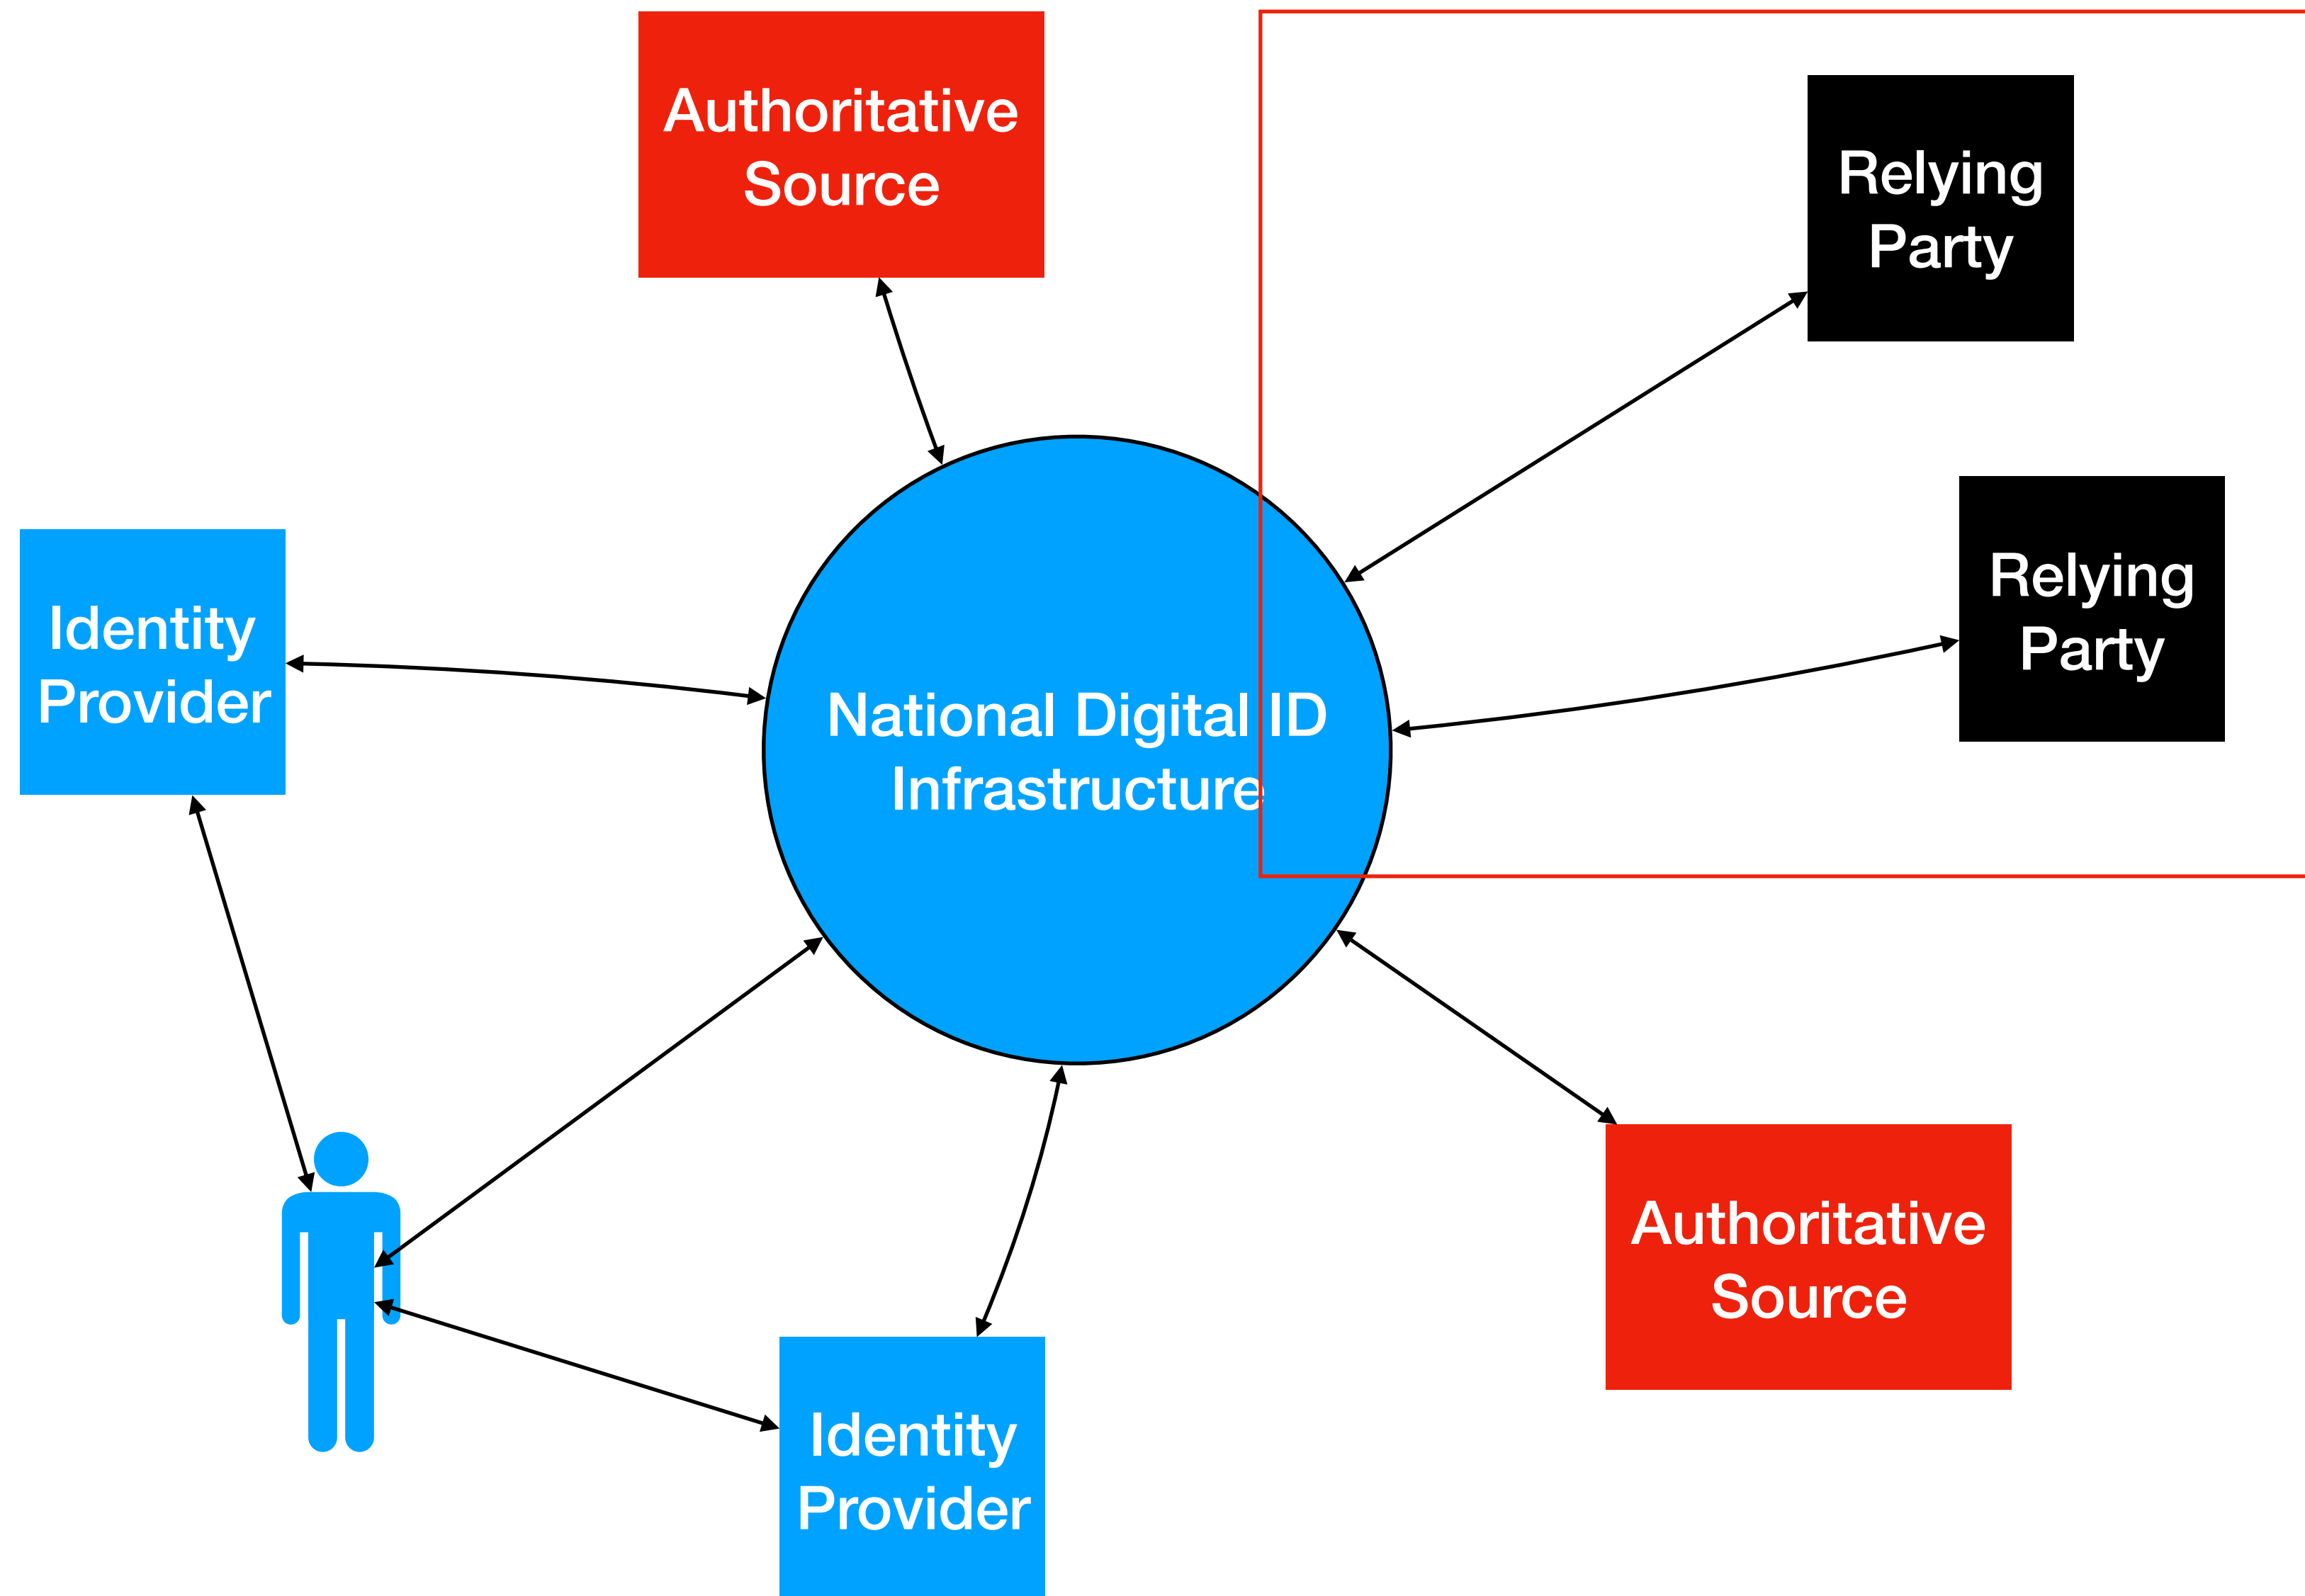 Authoritative
Source
Relying
Party
Relying
Party
Identity
Provider
National Digital ID
Infrastructure
Authoritative
Source
Identity
Provider